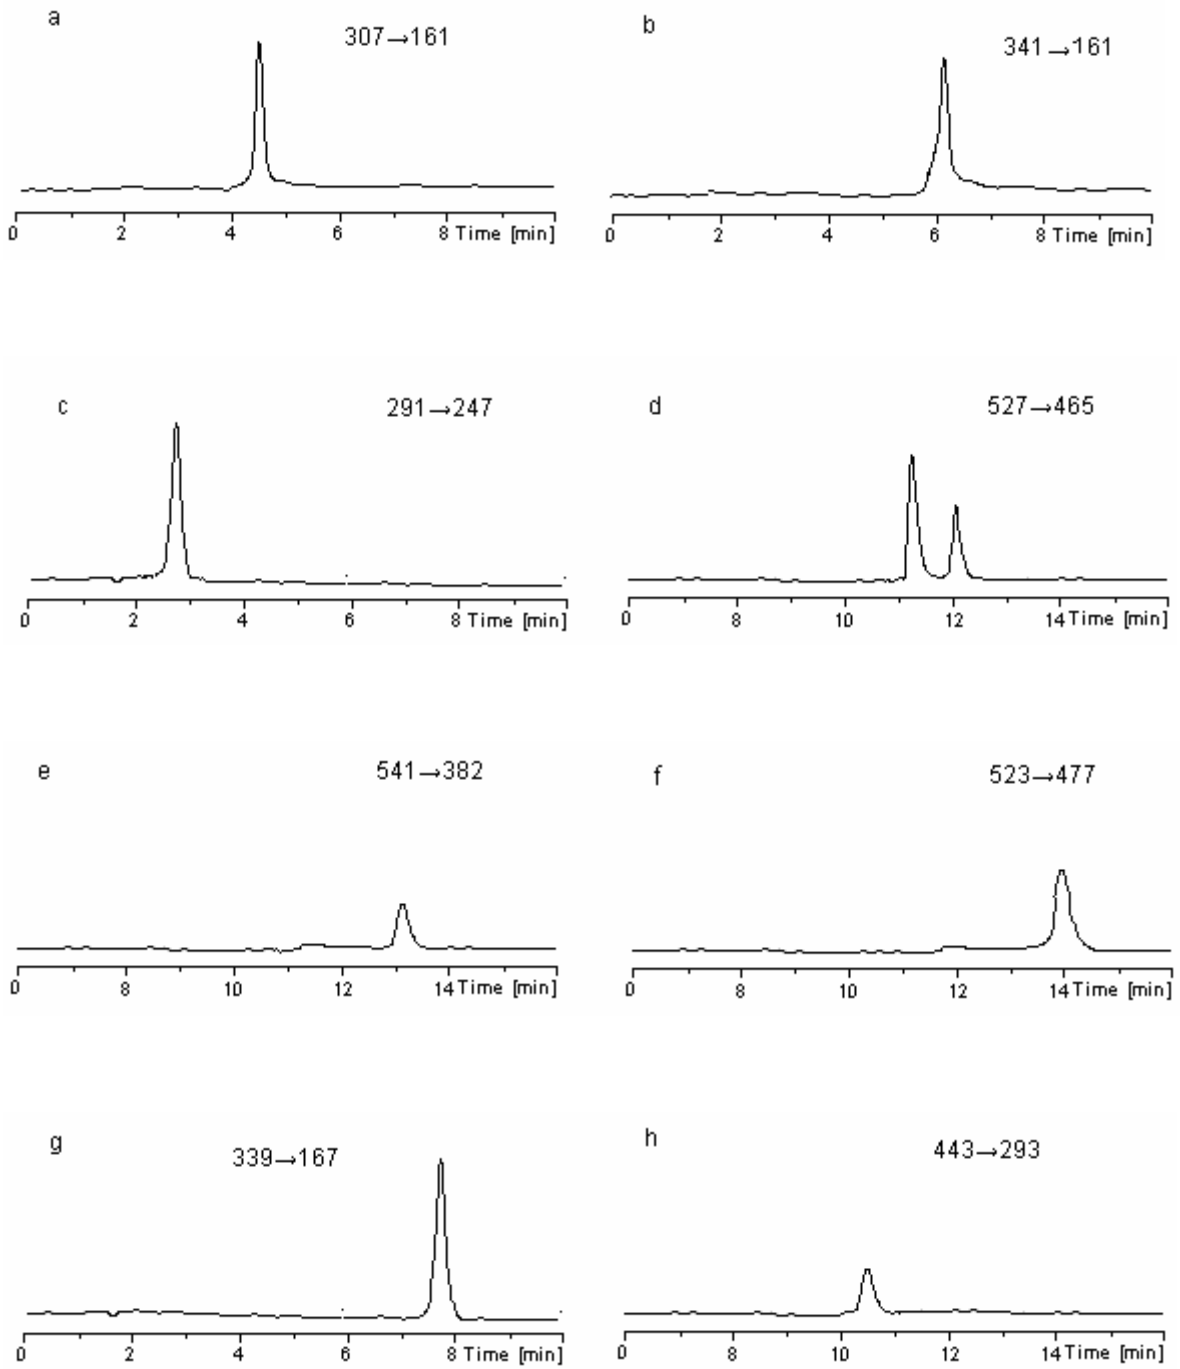 a
307→161
0 2 4 6 8 Time [min]
b
341→161
0 2 4 6 8 Time [min]
c
291→247
0 2 4 6 8 Time [min]
d
527→465
0 8 10 12 14 Time [min]
e
541→382
0 8 10 12 14 Time [min]
f
523→477
0 8 10 12 14 Time [min]
g
339→167
0 2 4 6 8 Time [min]
h
443→293
0 8 10 12 14 Time [min]